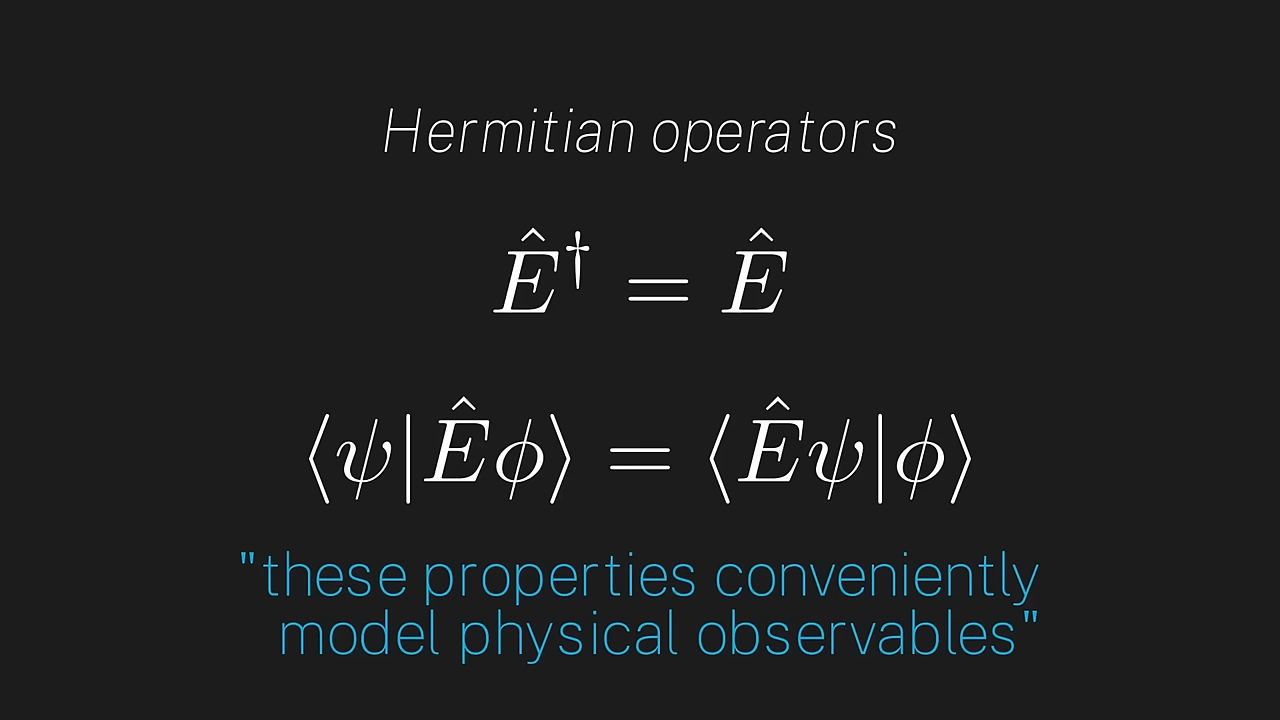 Hermitian operators
Ê† = Ê
⟨ψ|Êϕ⟩ = ⟨Êψ|ϕ⟩
"these properties conveniently
model physical observables"